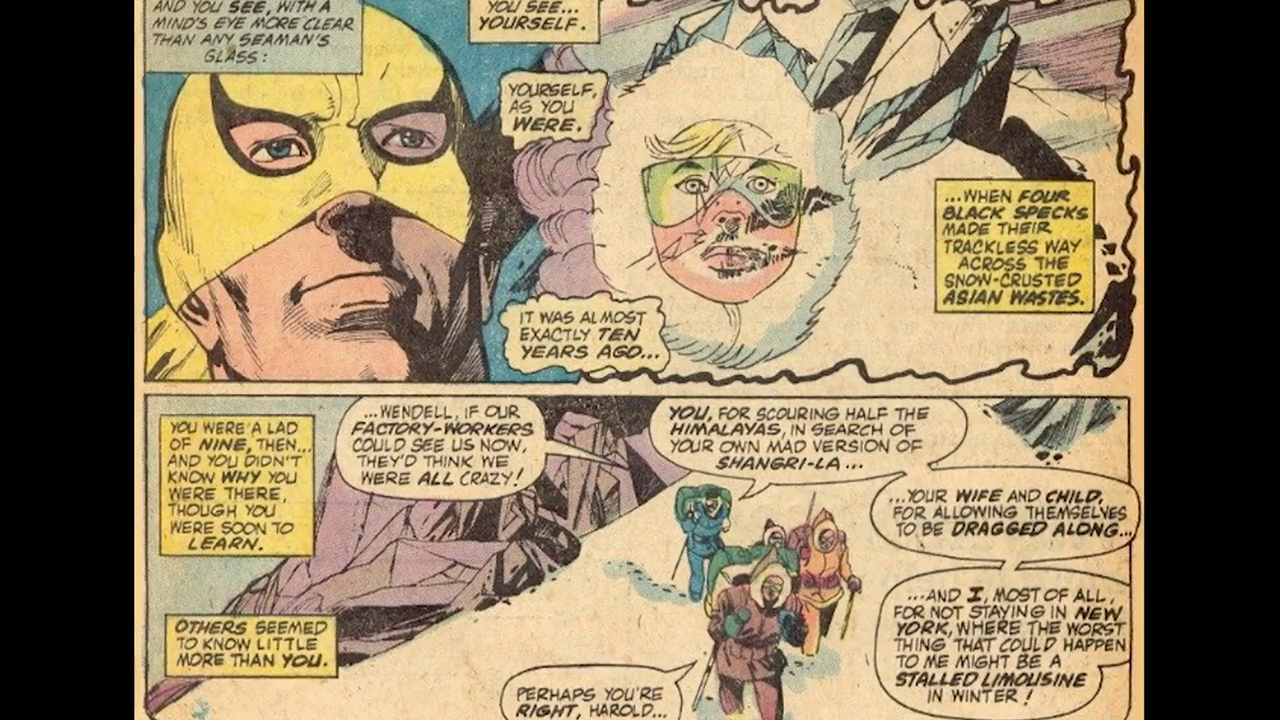 AND YOU SEE, WITH A
MIND'S EYE MORE CLEAR
THAN ANY SEAMAN'S
GLASS:
YOU SEE...
YOURSELF.
YOURSELF,
AS YOU
WERE.
IT WAS ALMOST
EXACTLY TEN
YEARS AGO...
...WHEN FOUR
BLACK SPECKS
MADE THEIR
TRACKLESS WAY
ACROSS THE
SNOW-CRUSTED
ASIAN WASTES.
YOU WERE A LAD
OF NINE, THEN...
AND YOU DIDN'T
KNOW WHY YOU
WERE THERE,
THOUGH YOU
WERE SOON TO
LEARN.
OTHERS SEEMED
TO KNOW LITTLE
MORE THAN YOU.
...WENDELL, IF OUR
FACTORY-WORKERS
COULD SEE US NOW,
THEY'D THINK WE
WERE ALL CRAZY!
YOU, FOR SCOURING HALF THE
HIMALAYAS, IN SEARCH OF
YOUR OWN MAD VERSION OF
SHANGRI-LA...
...YOUR WIFE AND CHILD,
FOR ALLOWING THEMSELVES
TO BE DRAGGED ALONG...
...AND I, MOST OF ALL,
FOR NOT STAYING IN NEW
YORK, WHERE THE WORST
THING THAT COULD HAPPEN
TO ME MIGHT BE A
STALLED LIMOUSINE
IN WINTER!
PERHAPS YOU'RE
RIGHT, HAROLD...